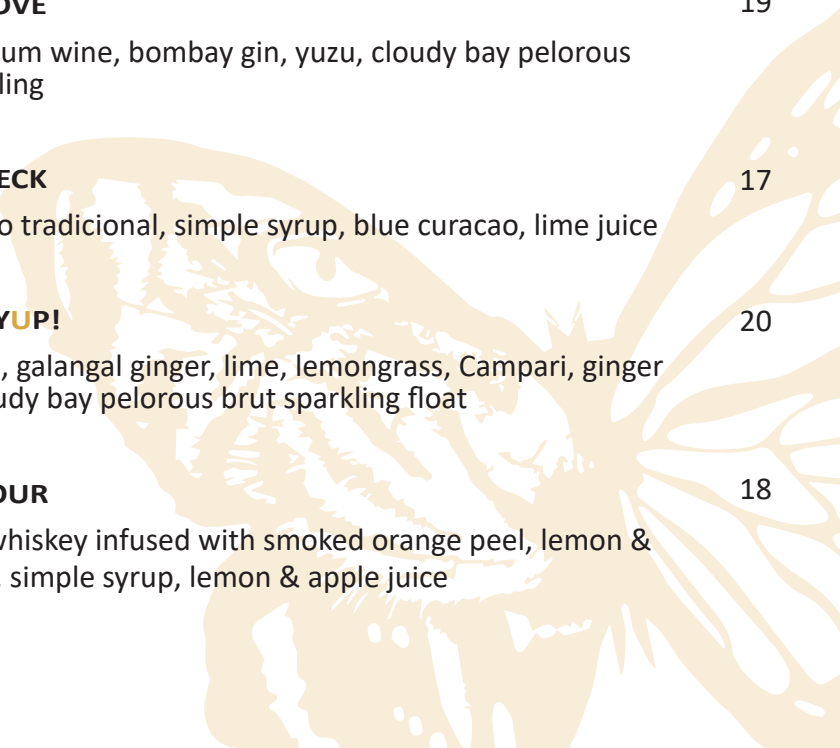 OVE 19
um wine, bombay gin, yuzu, cloudy bay pelorous
ling
ECK 17
o tradicional, simple syrup, blue curacao, lime juice
YUP! 20
, galangal ginger, lime, lemongrass, Campari, ginger
udy bay pelorous brut sparkling float
OUR 18
whiskey infused with smoked orange peel, lemon &
simple syrup, lemon & apple juice